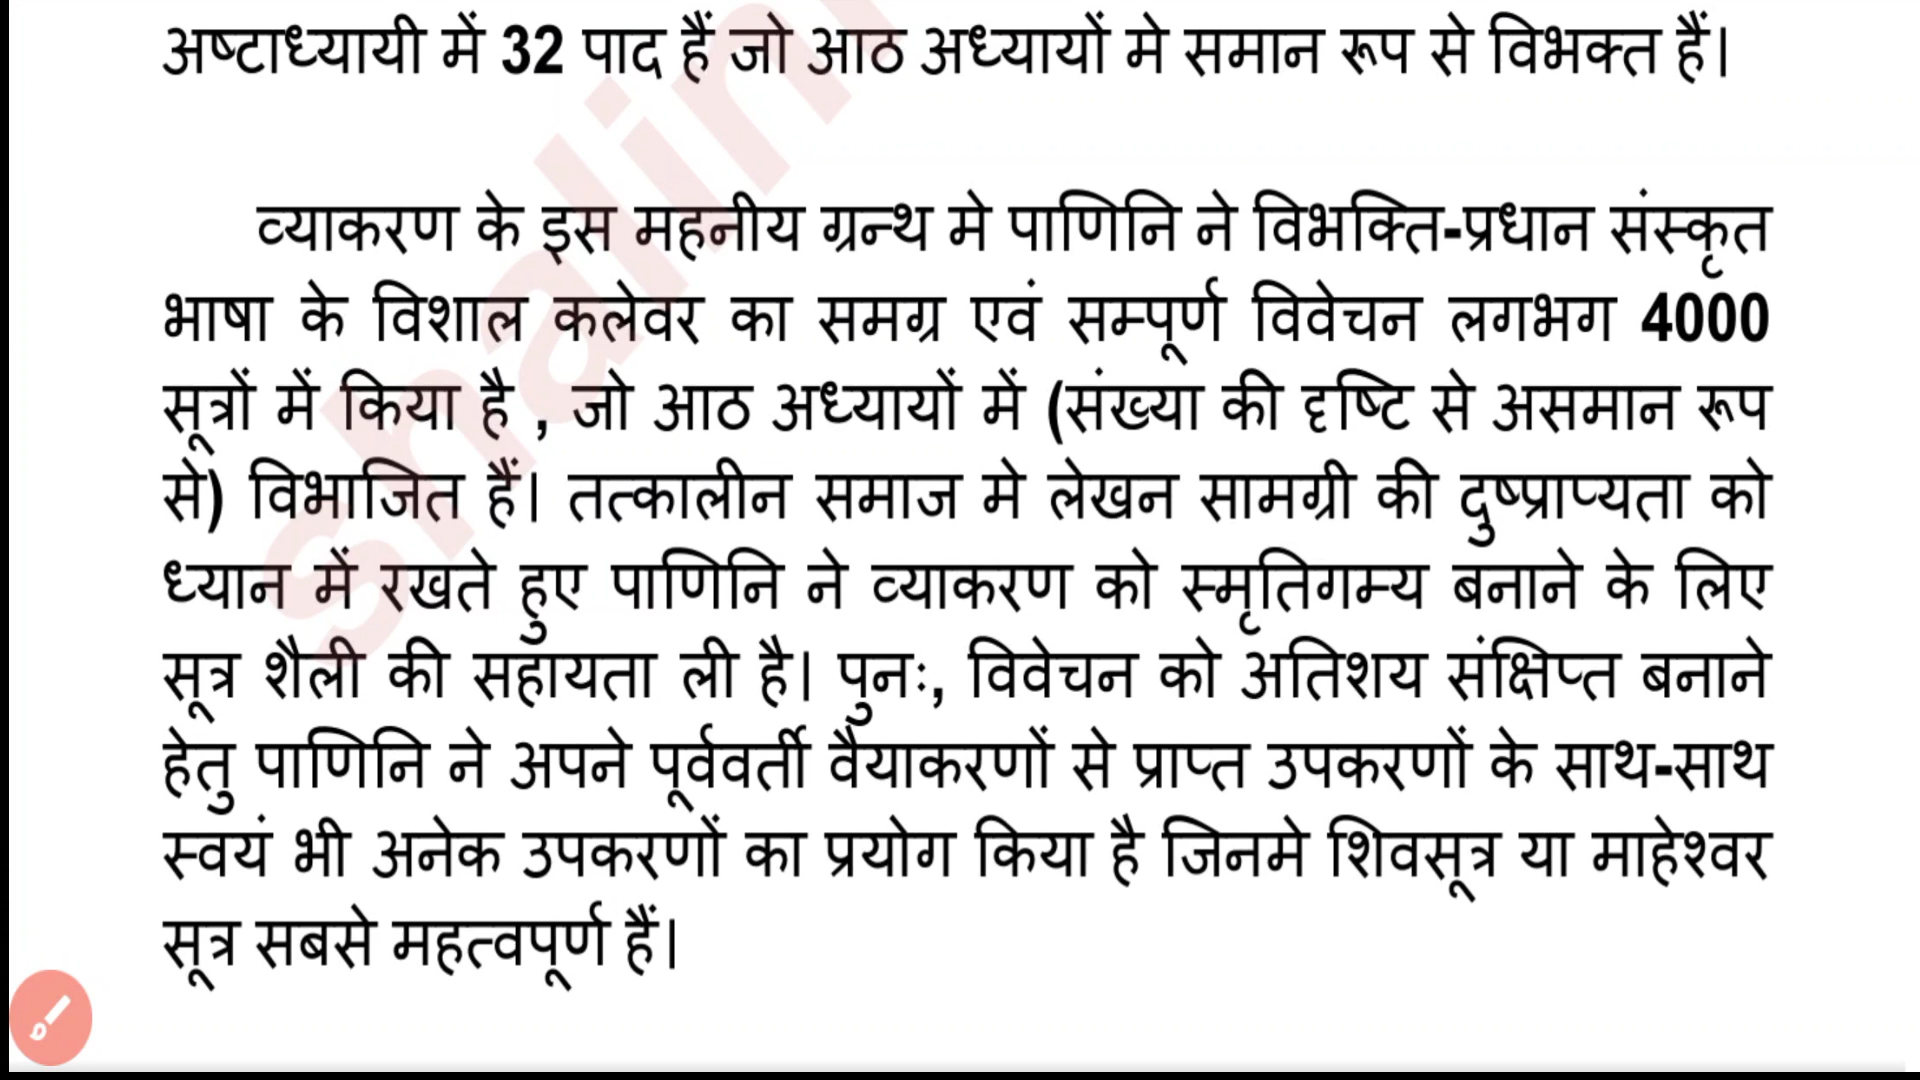 अष्टाध्यायी में 32 पाद हैं जो आठ अध्यायों मे समान रूप से विभक्त हैं।
व्याकरण के इस महनीय ग्रन्थ मे पाणिनि ने विभक्ति-प्रधान संस्कृत
भाषा के विशाल कलेवर का समग्र एवं सम्पूर्ण विवेचन लगभग 4000
सूत्रों में किया है , जो आठ अध्यायों में (संख्या की दृष्टि से असमान रूप
से) विभाजित हैं। तत्कालीन समाज मे लेखन सामग्री की दुष्प्राप्यता को
ध्यान में रखते हुए पाणिनि ने व्याकरण को स्मृतिगम्य बनाने के लिए
सूत्र शैली की सहायता ली है। पुनः, विवेचन को अतिशय संक्षिप्त बनाने
हेतु पाणिनि ने अपने पूर्ववर्ती वैयाकरणों से प्राप्त उपकरणों के साथ-साथ
स्वयं भी अनेक उपकरणों का प्रयोग किया है जिनमे शिवसूत्र या माहेश्वर
सूत्र सबसे महत्वपूर्ण हैं।
shalin